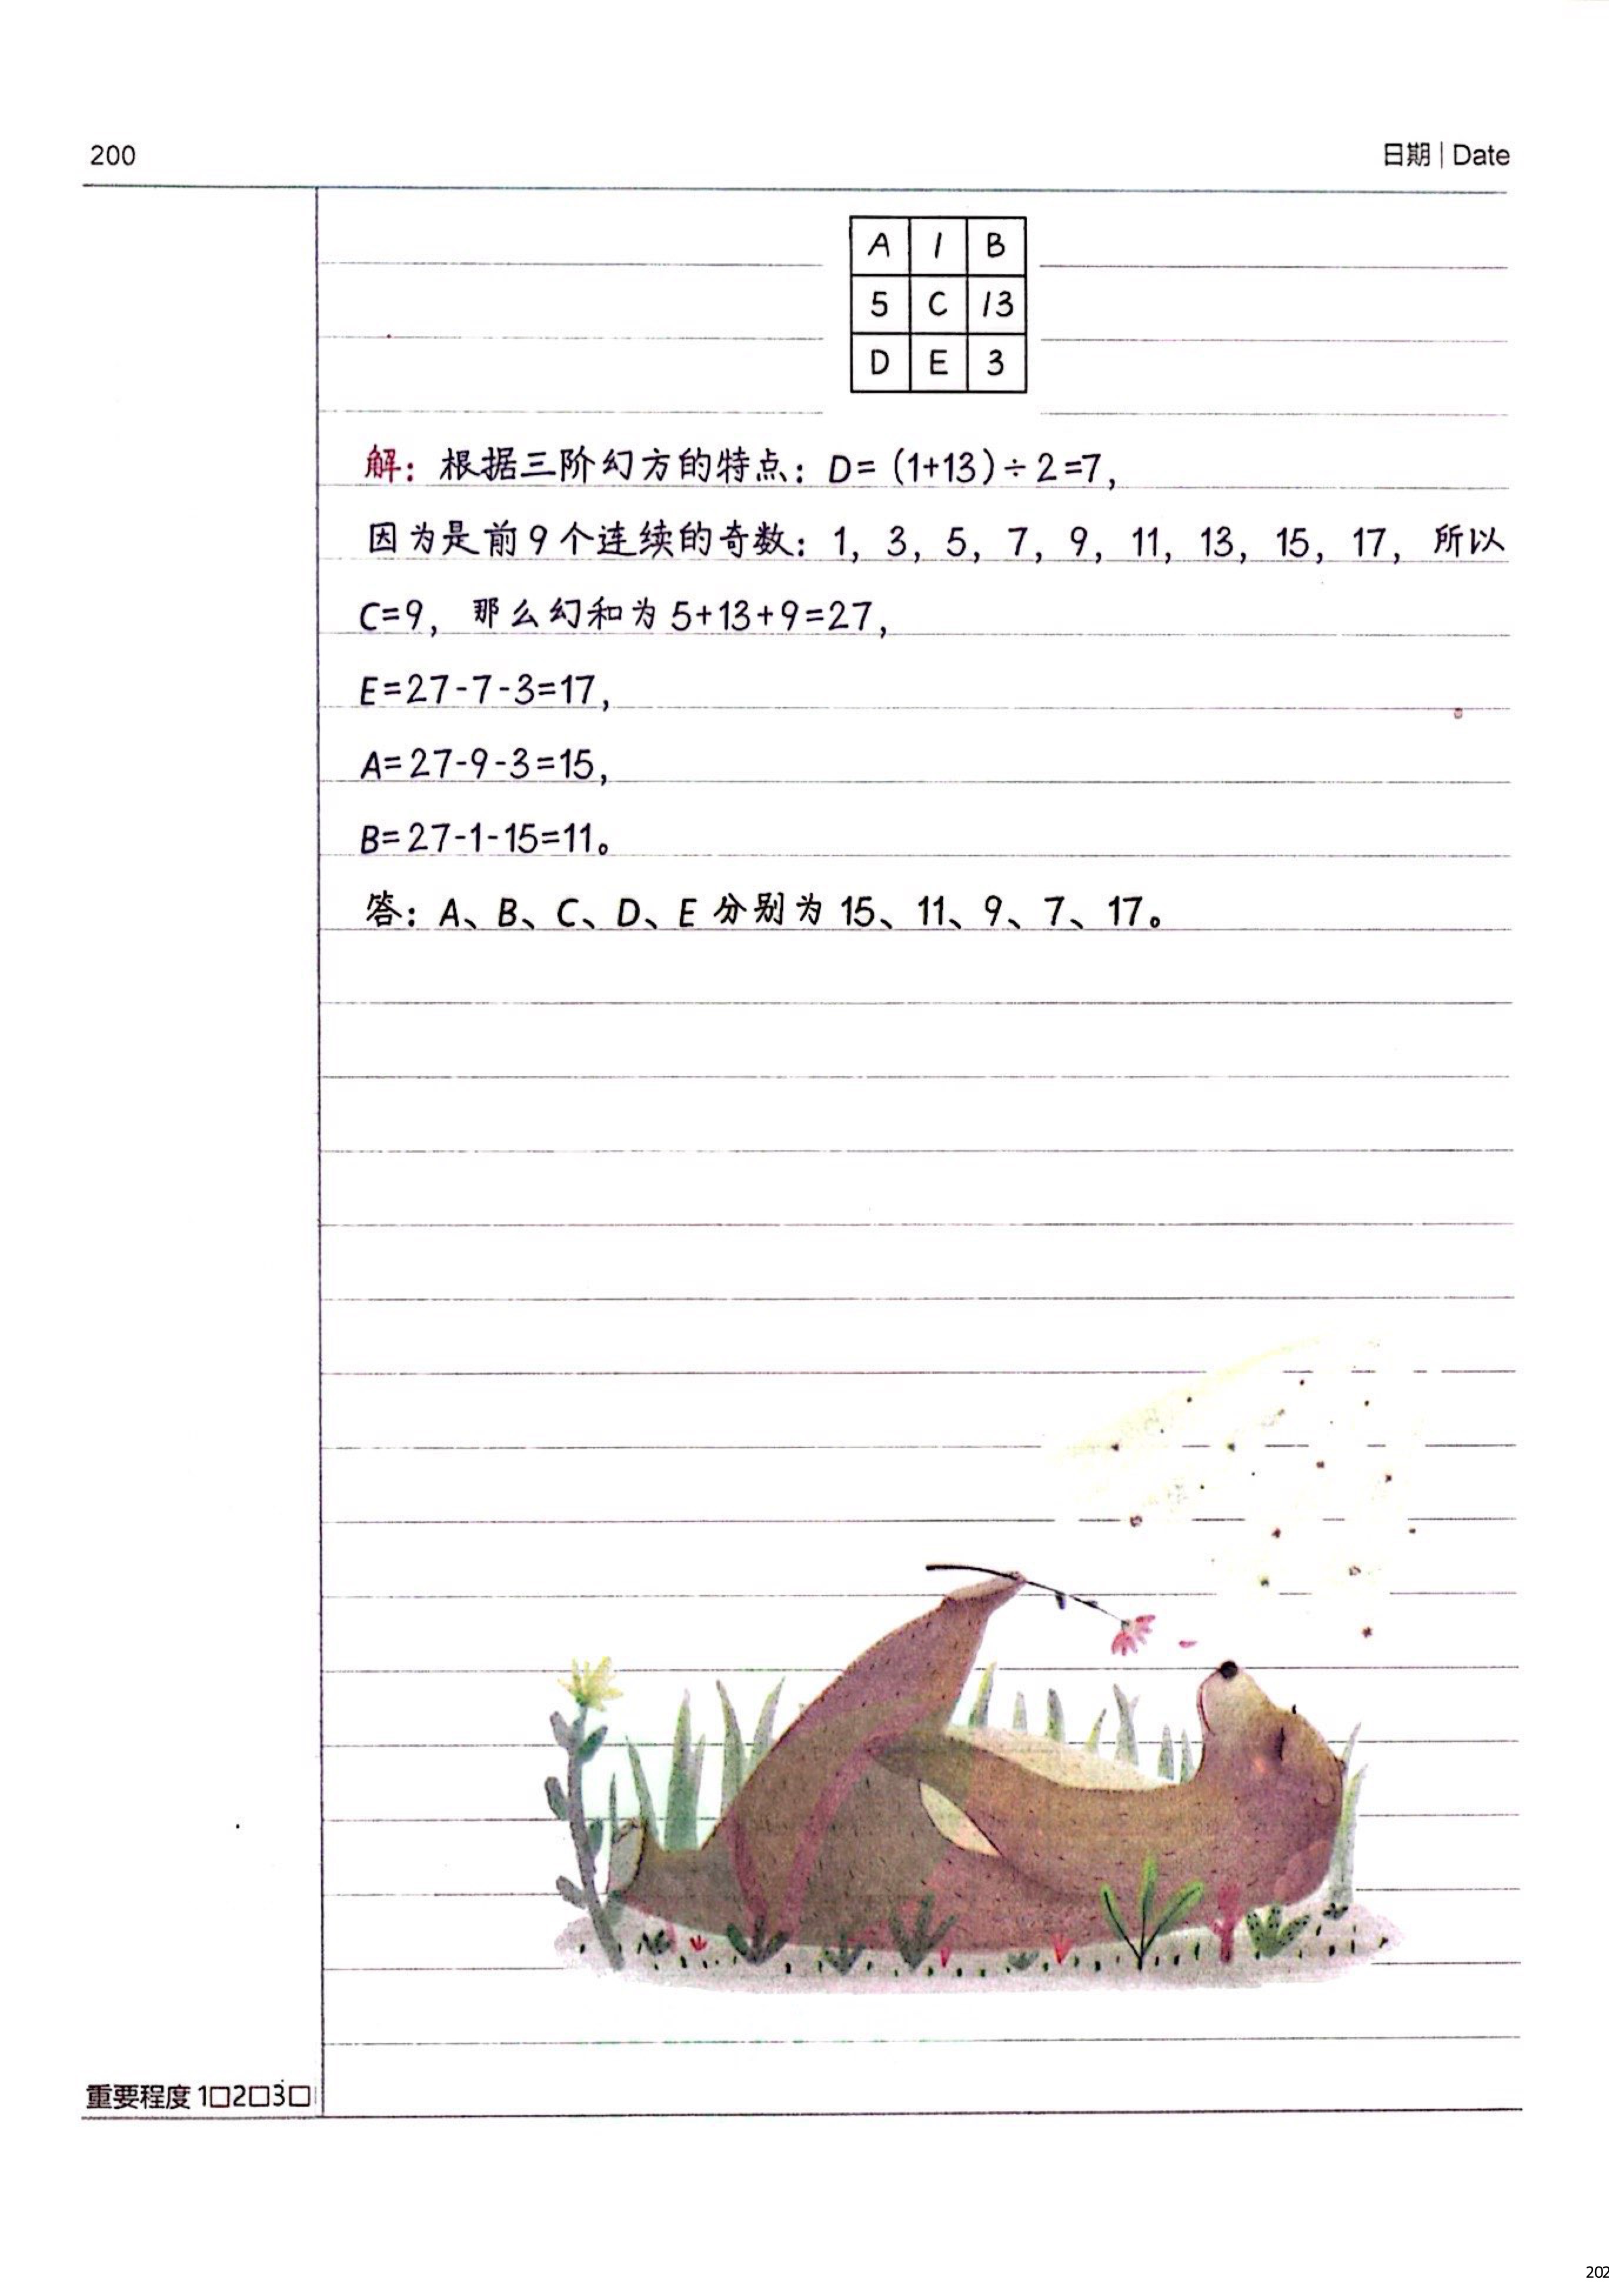 200
日期 | Date
A 1 B
5 C 13
D E 3
解：根据三阶幻方的特点：D=（1+13）÷2=7，
因为是前9个连续的奇数：1，3，5，7，9，11，13，15，17，所以
C=9，那么幻和为5+13+9=27，
E=27-7-3=17，
A=27-9-3=15，
B=27-1-15=11。
答：A、B、C、D、E分别为15、11、9、7、17。
重要程度 1□2□3□
202